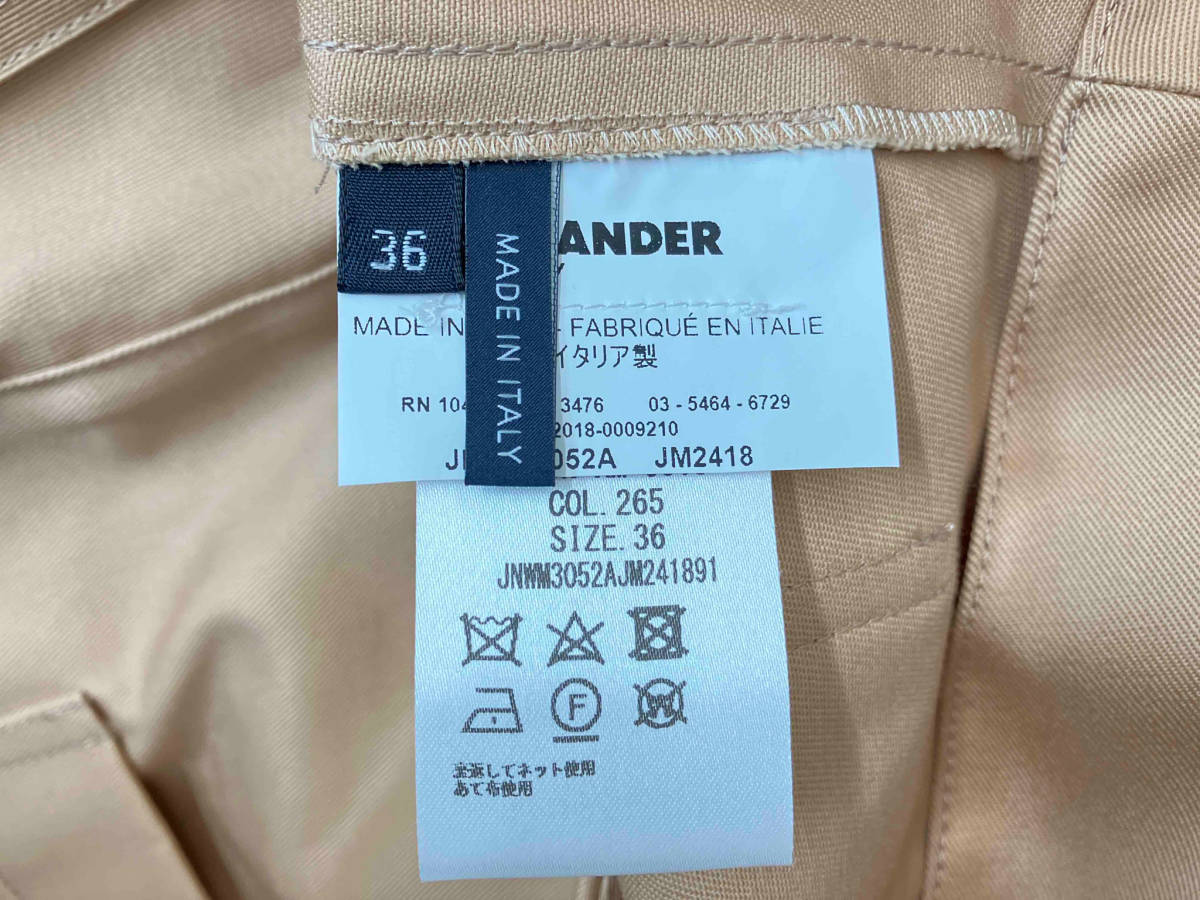 36
MADE IN ITALY
ANDER
MADE IN - FABRIQUÉ EN ITALIE
イタリア製
RN 104 3476 03 - 5464 - 6729
2018-0009210
052A JM2418
COL. 265
SIZE. 36
JNWM3052AJM241891
F
W
裏返してネット使用
あて布使用